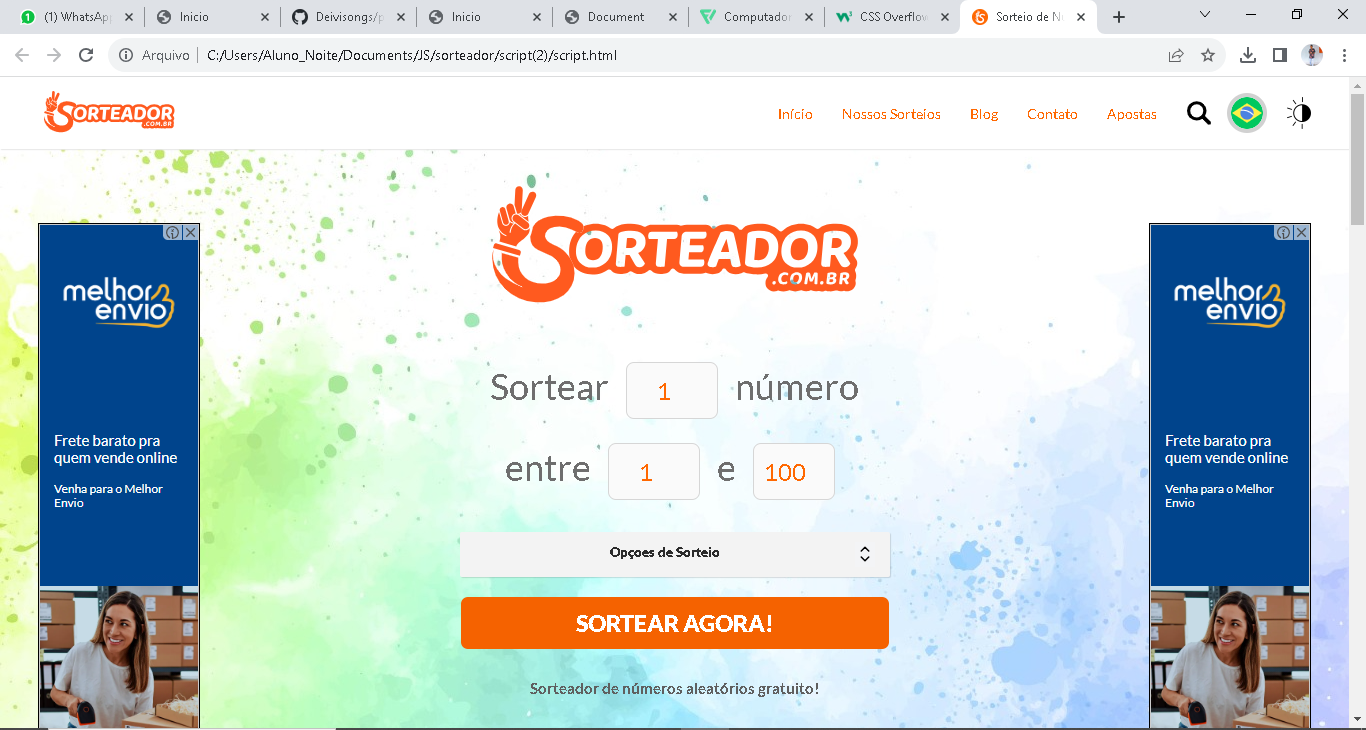 (1) WhatsApp
Inicio
Deivisongs/p
Inicio
Document
Computador
CSS Overflow
Sorteio de N
Arquivo
C:/Users/Aluno_Noite/Documents/JS/sorteador/script(2)/script.html
SORTEADOR
.COM.BR
Início
Nossos Sorteios
Blog
Contato
Apostas
SORTEADOR
.COM.BR
melhor
envio
Frete barato pra
quem vende online
Venha para o Melhor
Envio
Sortear 1 número
entre 1 e 100
Opçoes de Sorteio
SORTEAR AGORA!
Sorteador de números aleatórios gratuito!
melhor
envio
Frete barato pra
quem vende online
Venha para o Melhor
Envio